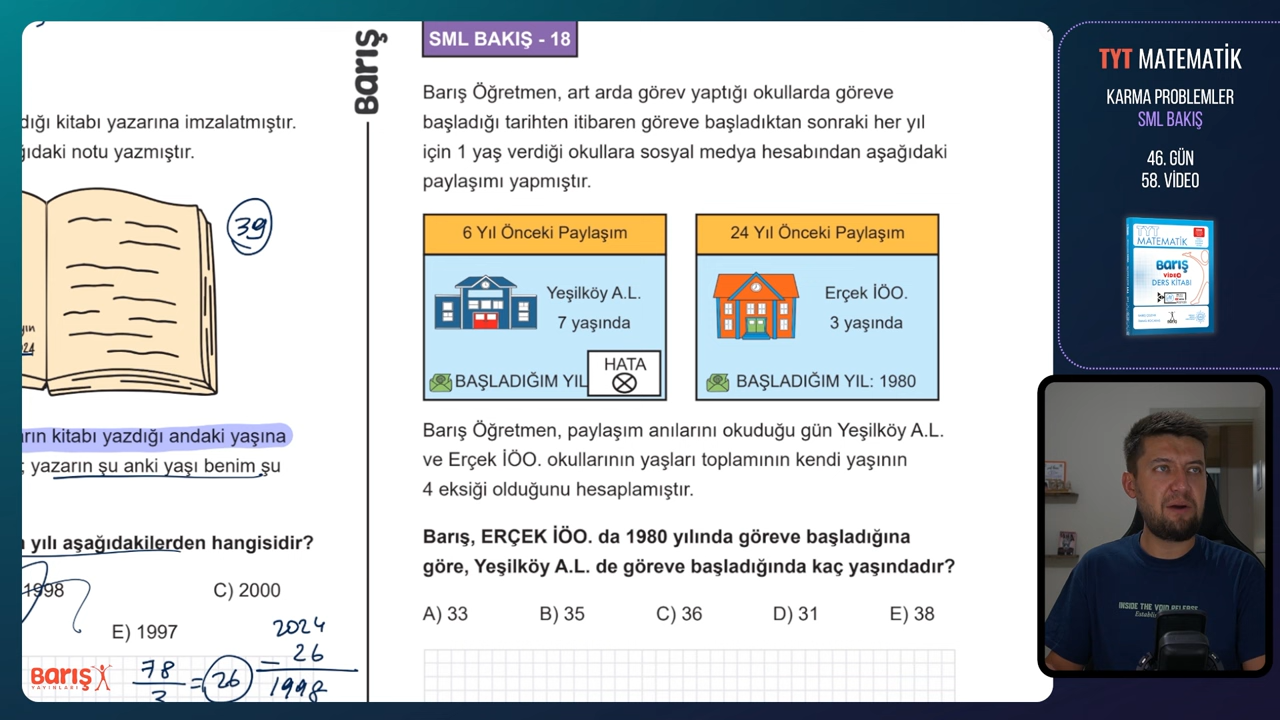 dığı kitabı yazarına imzalatmıştır.
ğıdaki notu yazmıştır.
39
yın
24
rın kitabı yazdığı andaki yaşına
; yazarın şu anki yaşı benim şu
yılı aşağıdakilerden hangisidir?
1998
C) 2000
E) 1997
2024
- 26
1998
78
3
= 26
Barış
YAYINLARI
Barış
SML BAKIŞ - 18
Barış Öğretmen, art arda görev yaptığı okullarda göreve
başladığı tarihten itibaren göreve başladıktan sonraki her yıl
için 1 yaş verdiği okullara sosyal medya hesabından aşağıdaki
paylaşımı yapmıştır.
6 Yıl Önceki Paylaşım
Yeşilköy A.L.
7 yaşında
HATA
BAŞLADIĞIM YIL
24 Yıl Önceki Paylaşım
Erçek İÖO.
3 yaşında
BAŞLADIĞIM YIL: 1980
Barış Öğretmen, paylaşım anılarını okuduğu gün Yeşilköy A.L.
ve Erçek İÖO. okullarının yaşları toplamının kendi yaşının
4 eksiği olduğunu hesaplamıştır.
Barış, ERÇEK İÖO. da 1980 yılında göreve başladığına
göre, Yeşilköy A.L. de göreve başladığında kaç yaşındadır?
A) 33 B) 35 C) 36 D) 31 E) 38
TYT MATEMATİK
KARMA PROBLEMLER
SML BAKIŞ
46. GÜN
58. VİDEO
TYT
MATEMATİK
Barış
VİDEO
DERS KİTABI
INSIDE THE VOID RELEASE